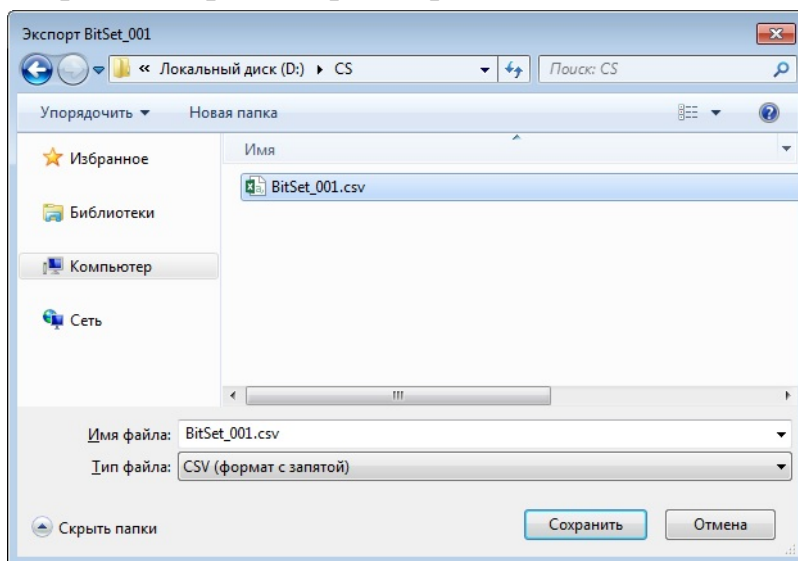 Экспорт BitSet_001
« Локальный диск (D:) ▸ CS
Поиск: CS
Упорядочить
Новая папка
Избранное
Библиотеки
Компьютер
Сеть
Имя
BitSet_001.csv
Имя файла: BitSet_001.csv
Тип файла: CSV (формат с запятой)
Скрыть папки
Сохранить
Отмена